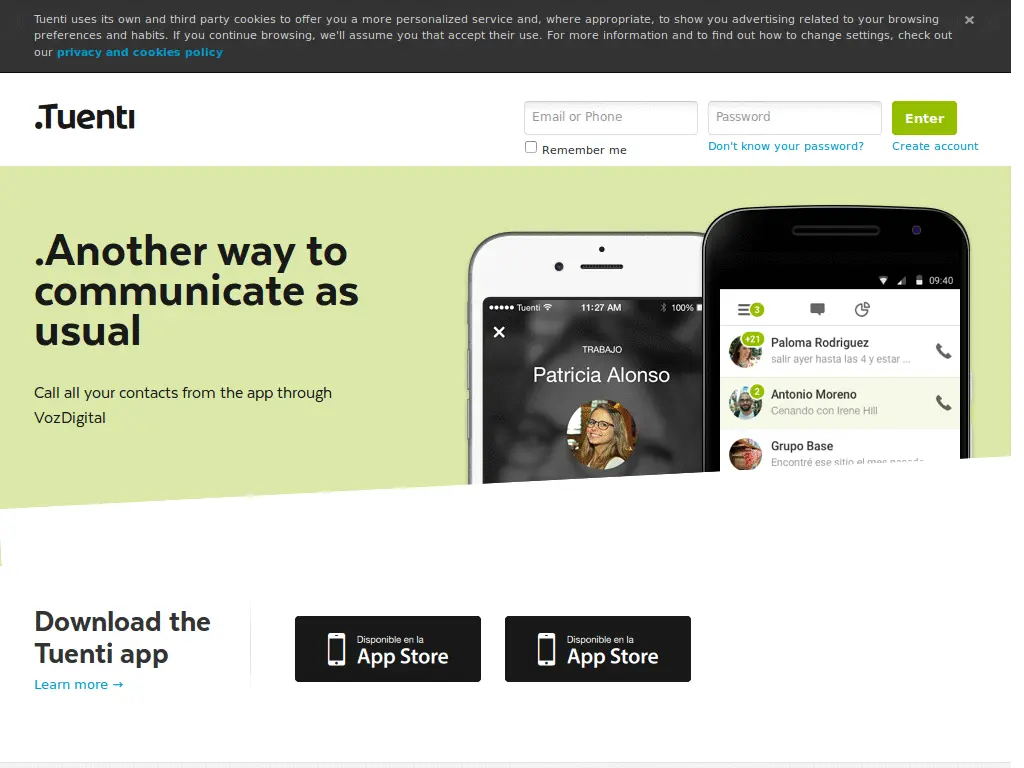 Tuenti uses its own and third party cookies to offer you a more personalized service and, where appropriate, to show you advertising related to your browsing
preferences and habits. If you continue browsing, we'll assume you that accept their use. For more information and to find out how to change settings, check out
our privacy and cookies policy
.Tuenti
Email or Phone
Password
Enter
Remember me
Don't know your password?
Create account
.Another way to
communicate as
usual
Call all your contacts from the app through
VozDigital
Tuenti
11:27 AM
100%
TRABAJO
Patricia Alonso
09:40
3
+21
Paloma Rodriguez
salir ayer hasta las 4 y estar ...
2
Antonio Moreno
Cenando con Irene Hill
Grupo Base
Encontré ese sitio el mes pasado...
Download the
Tuenti app
Learn more →
Disponible en la
App Store
Disponible en la
App Store